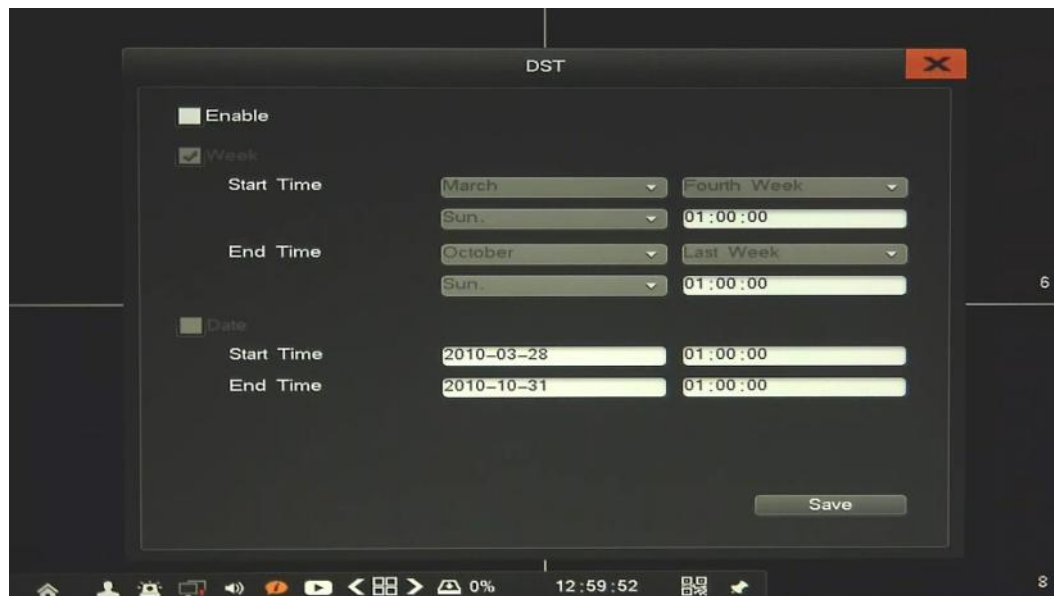 DST
Enable
Week
Start Time March Fourth Week
Sun. 01:00:00
End Time October Last Week
Sun. 01:00:00
6
Date
Start Time 2010-03-28 01:00:00
End Time 2010-10-31 01:00:00
Save
0% 12:59:52
8